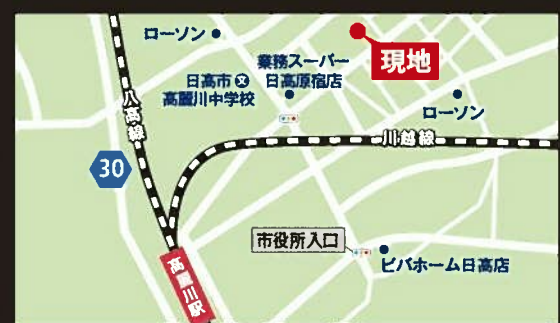 ローソン
現地
業務スーパー
日高原宿店
日高市
高麗川中学校
ローソン
八高線
川越線
30
市役所入口
ビバホーム日高店
高麗川駅